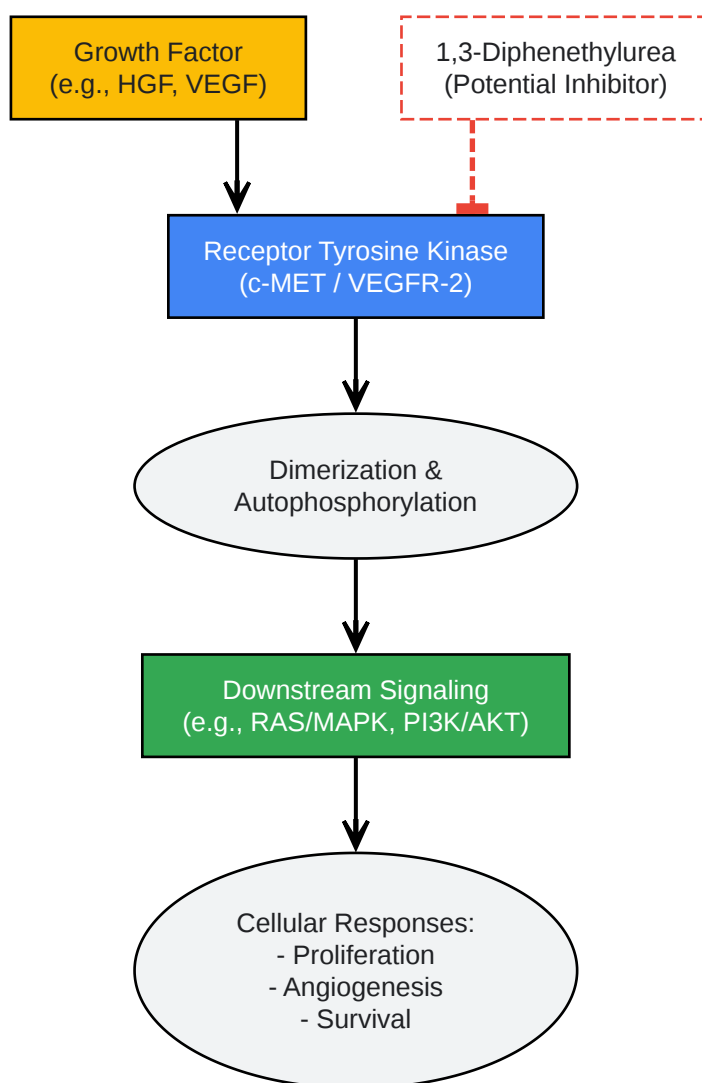 Growth Factor
(e.g., HGF, VEGF)
1,3-Diphenethylurea
(Potential Inhibitor)
Receptor Tyrosine Kinase
(c-MET / VEGFR-2)
Dimerization &
Autophosphorylation
Downstream Signaling
(e.g., RAS/MAPK, PI3K/AKT)
Cellular Responses:
- Proliferation
- Angiogenesis
- Survival